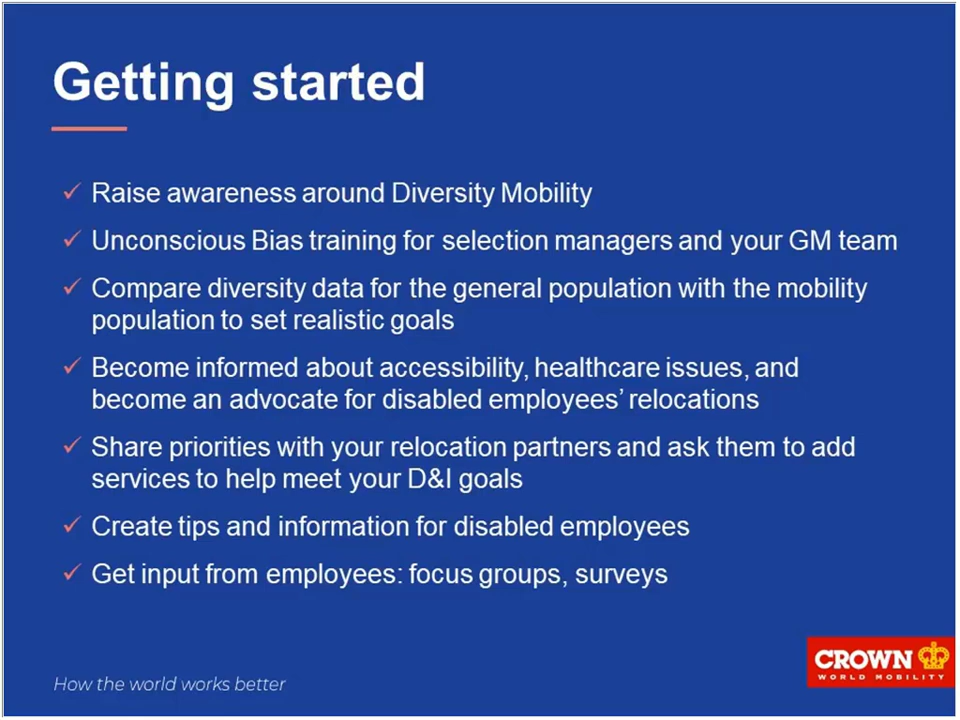 Getting started
Raise awareness around Diversity Mobility
Unconscious Bias training for selection managers and your GM team
Compare diversity data for the general population with the mobility
population to set realistic goals
Become informed about accessibility, healthcare issues, and
become an advocate for disabled employees’ relocations
Share priorities with your relocation partners and ask them to add
services to help meet your D&I goals
Create tips and information for disabled employees
Get input from employees: focus groups, surveys
CROWN
WORLD MOBILITY
How the world works better